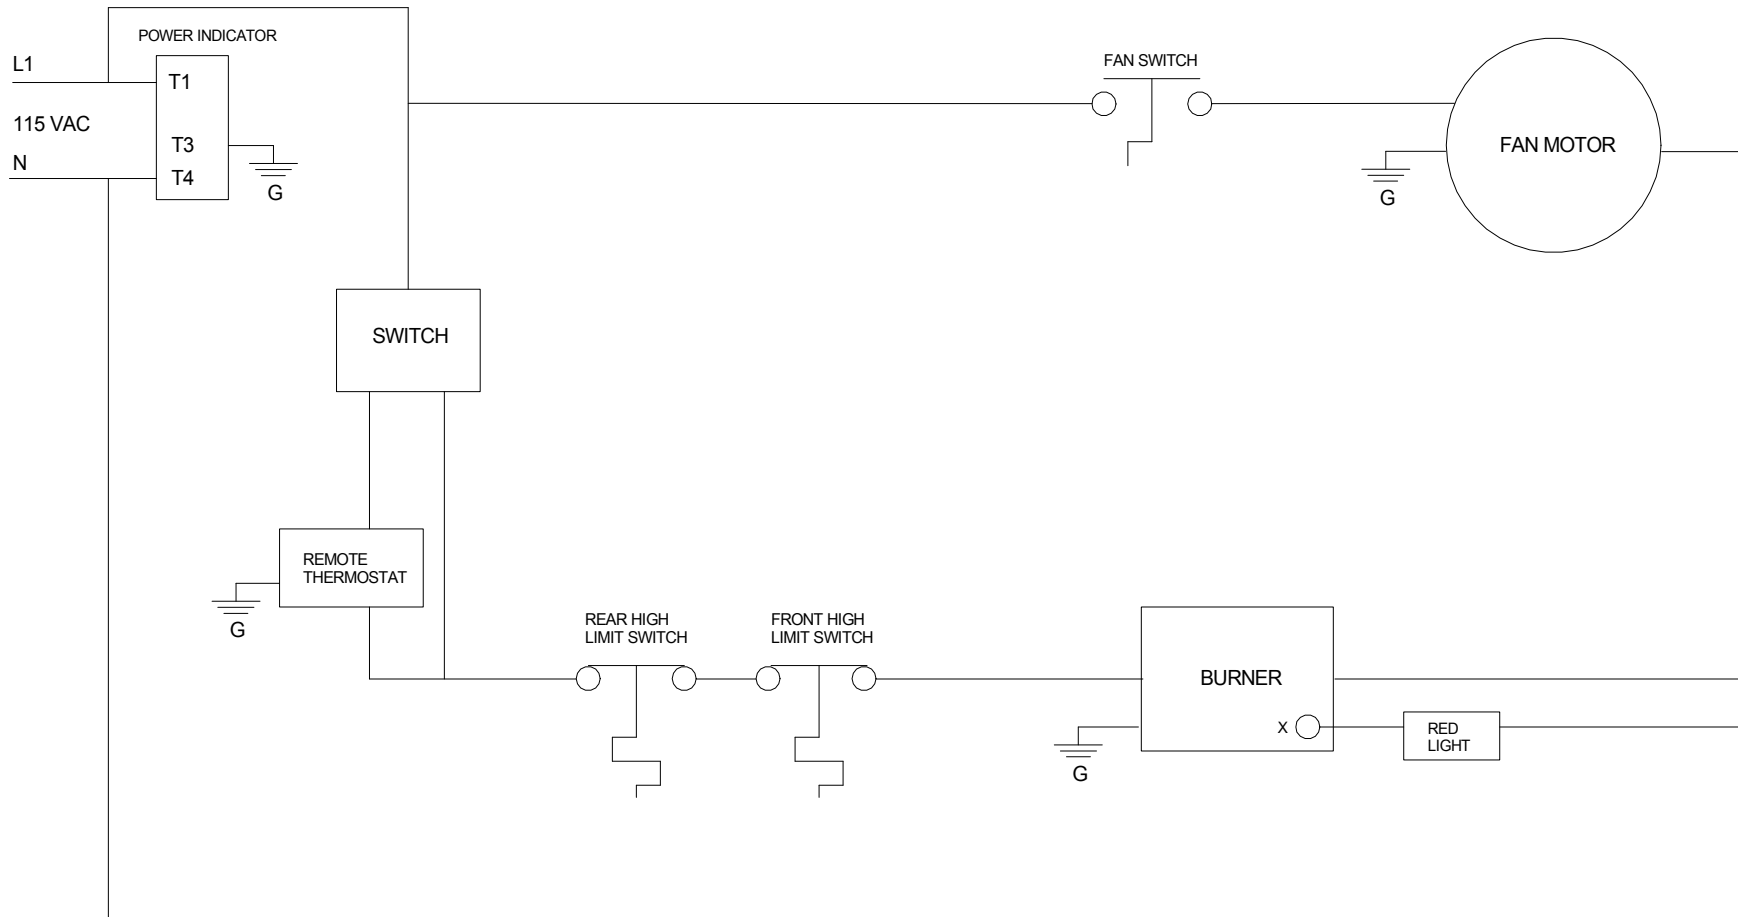 POWER INDICATOR
L1
T1
115 VAC
T3
N
T4
G
FAN SWITCH
FAN MOTOR
G
SWITCH
REMOTE
THERMOSTAT
G
REAR HIGH
LIMIT SWITCH
FRONT HIGH
LIMIT SWITCH
BURNER
X
G
RED
LIGHT